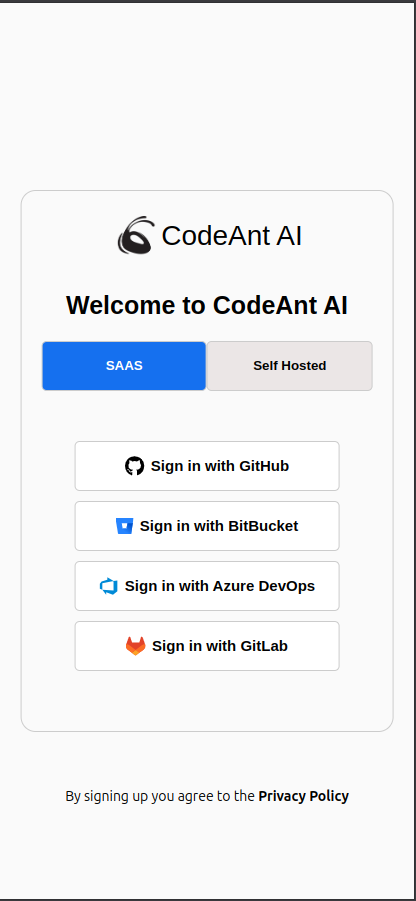 CodeAnt AI
Welcome to CodeAnt AI
SAAS
Self Hosted
Sign in with GitHub
Sign in with BitBucket
Sign in with Azure DevOps
Sign in with GitLab
By signing up you agree to the Privacy Policy